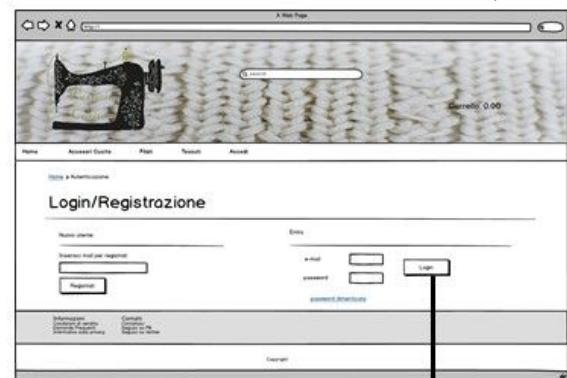 A Web Page
http://
search
Carrello 0.00
Home Accessori Cucito Filati Tessuti Accedi
Home > Autenticazione
Login/Registrazione
Nuovo utente
Entra
Inserisci mail per registrati
e-mail
Login
Registrati
password
password dimenticata
Informazioni
Contatti
Condizioni di vendita
Contattaci
Domande Frequenti
Seguici su FB
Informativa sulla privacy
Seguici su twitter
Copyright